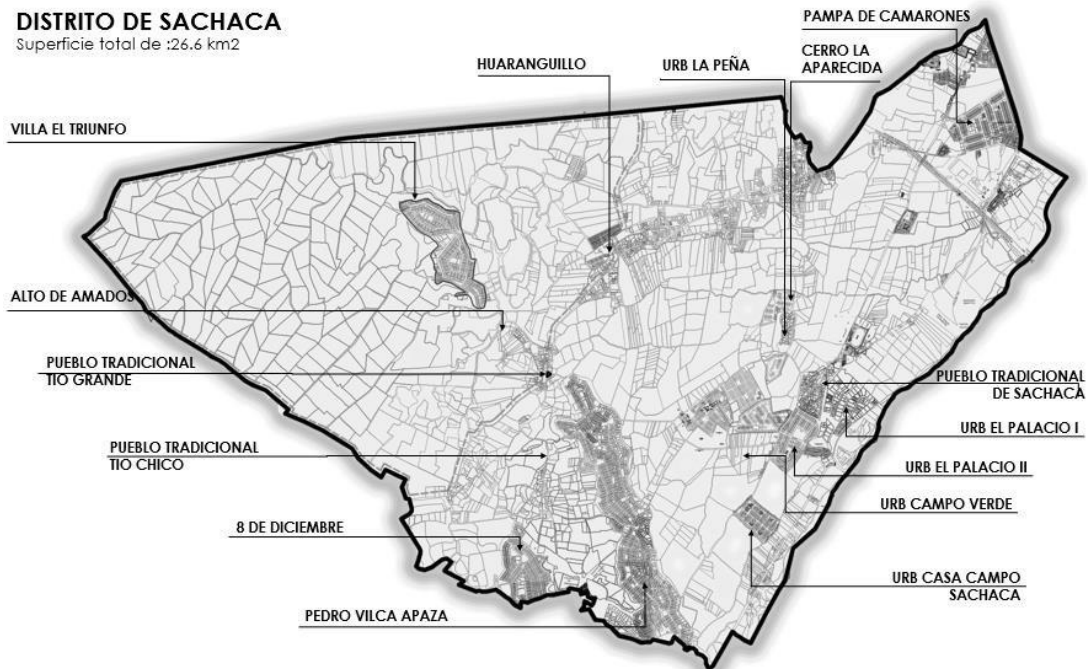 DISTRITO DE SACHACA
Superficie total de :26.6 km2
PAMPA DE CAMARONES
CERRO LA
APARECIDA
URB LA PEÑA
HUARANGUILLO
VILLA EL TRIUNFO
ALTO DE AMADOS
PUEBLO TRADICIONAL
TIO GRANDE
PUEBLO TRADICIONAL
DE SACHACA
URB EL PALACIO I
PUEBLO TRADICIONAL
TIO CHICO
URB EL PALACIO II
URB CAMPO VERDE
8 DE DICIEMBRE
URB CASA CAMPO
SACHACA
PEDRO VILCA APAZA